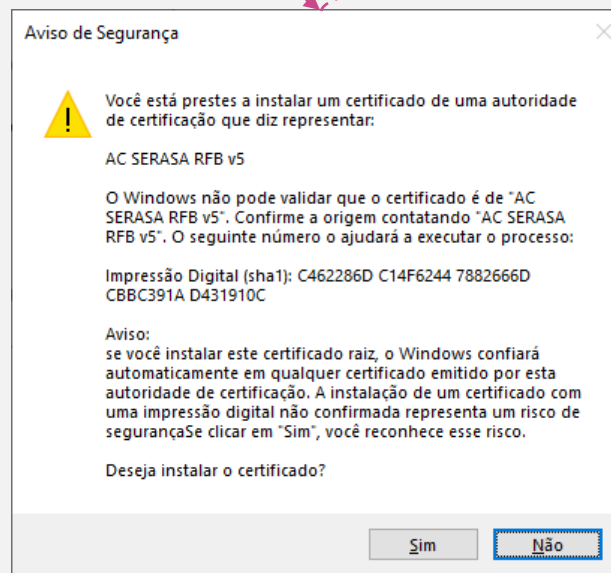 Aviso de Segurança
Você está prestes a instalar um certificado de uma autoridade
de certificação que diz representar:
AC SERASA RFB v5
O Windows não pode validar que o certificado é de "AC
SERASA RFB v5". Confirme a origem contatando "AC SERASA
RFB v5". O seguinte número o ajudará a executar o processo:
Impressão Digital (sha1): C462286D C14F6244 7882666D
CBBC391A D431910C
Aviso:
se você instalar este certificado raiz, o Windows confiará
automaticamente em qualquer certificado emitido por esta
autoridade de certificação. A instalação de um certificado com
uma impressão digital não confirmada representa um risco de
segurançaSe clicar em "Sim", você reconhece esse risco.
Deseja instalar o certificado?
Sim
Não